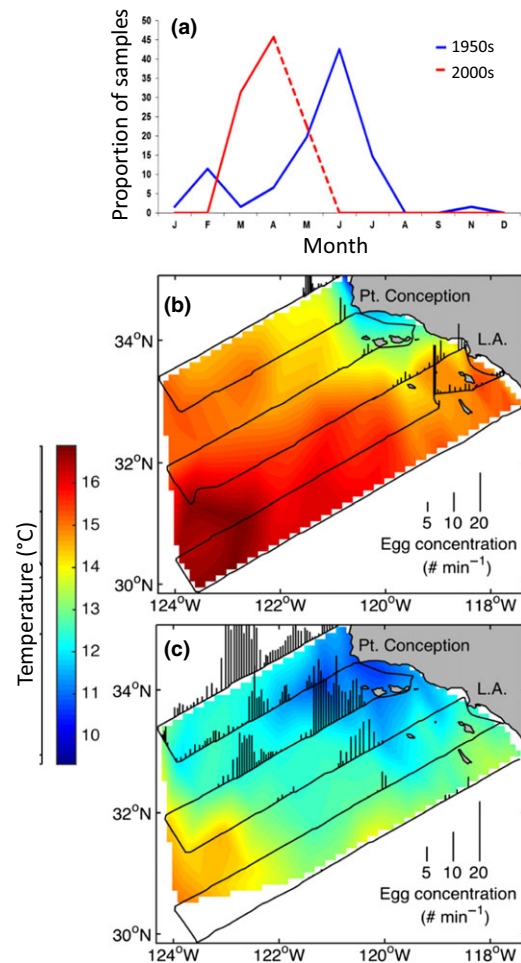 (a)
1950s
2000s
Proportion of samples
50
45
40
35
30
25
20
15
10
5
0
J F M A M J J A S N D
Month
(b)
Pt. Conception
L.A.
34°N
32°N
30°N
5 10 20
Egg concentration
(# min⁻¹)
124°W 122°W 120°W 118°W
Temperature (°C)
16
15
14
13
12
11
10
(c)
Pt. Conception
L.A.
34°N
32°N
30°N
5 10 20
Egg concentration
(# min⁻¹)
124°W 122°W 120°W 118°W